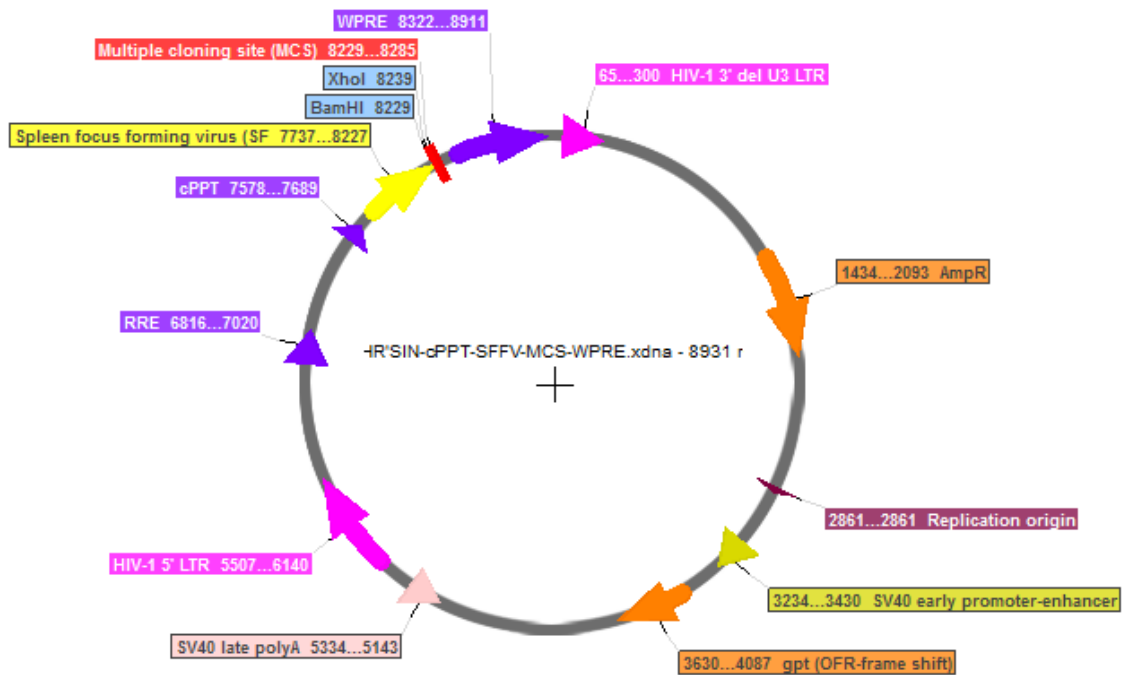 WPRE 8322...8911
Multiple cloning site (MCS) 8229...8285
65...300 HIV-1 3' del U3 LTR
XhoI 8239
BamHI 8229
Spleen focus forming virus (SF 7737...8227
cPPT 7578...7689
1434...2093 AmpR
RRE 6816...7020
HR'SIN-cPPT-SFFV-MCS-WPRE.xdna - 8931 r
2861...2861 Replication origin
HIV-1 5' LTR 5507...6140
3234...3430 SV40 early promoter-enhancer
SV40 late polyA 5334...5143
3630...4087 gpt (OFR-frame shift)